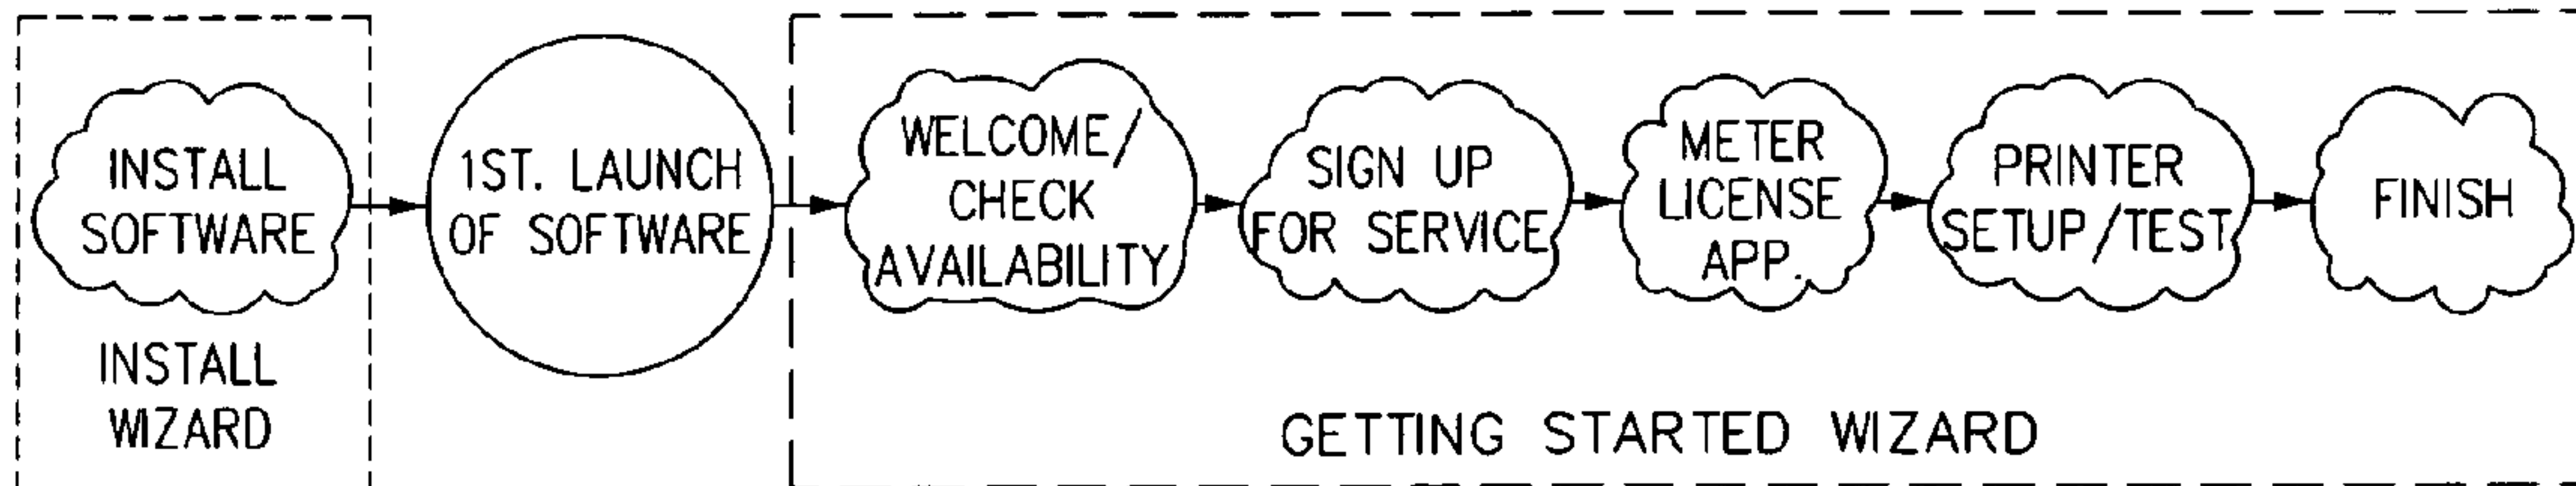 INSTALL
SOFTWARE
INSTALL
WIZARD
1ST. LAUNCH
OF SOFTWARE
WELCOME/
CHECK
AVAILABILITY
SIGN UP
FOR SERVICE
METER
LICENSE
APP.
PRINTER
SETUP/TEST
FINISH
GETTING STARTED WIZARD